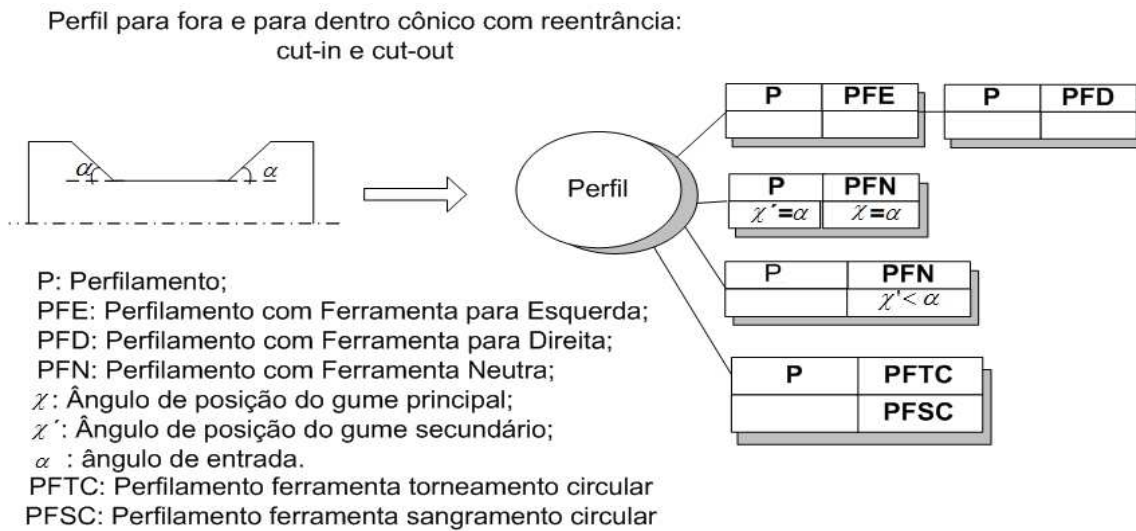 Perfil para fora e para dentro cônico com reentrância:
cut-in e cut-out
α α
Perfil
P PFE
P PFD
P PFN
χ´=α χ=α
P PFN
χ'< α
P PFTC
PFSC
P: Perfilamento;
PFE: Perfilamento com Ferramenta para Esquerda;
PFD: Perfilamento com Ferramenta para Direita;
PFN: Perfilamento com Ferramenta Neutra;
χ: Ângulo de posição do gume principal;
χ´: Ângulo de posição do gume secundário;
α : ângulo de entrada.
PFTC: Perfilamento ferramenta torneamento circular
PFSC: Perfilamento ferramenta sangramento circular